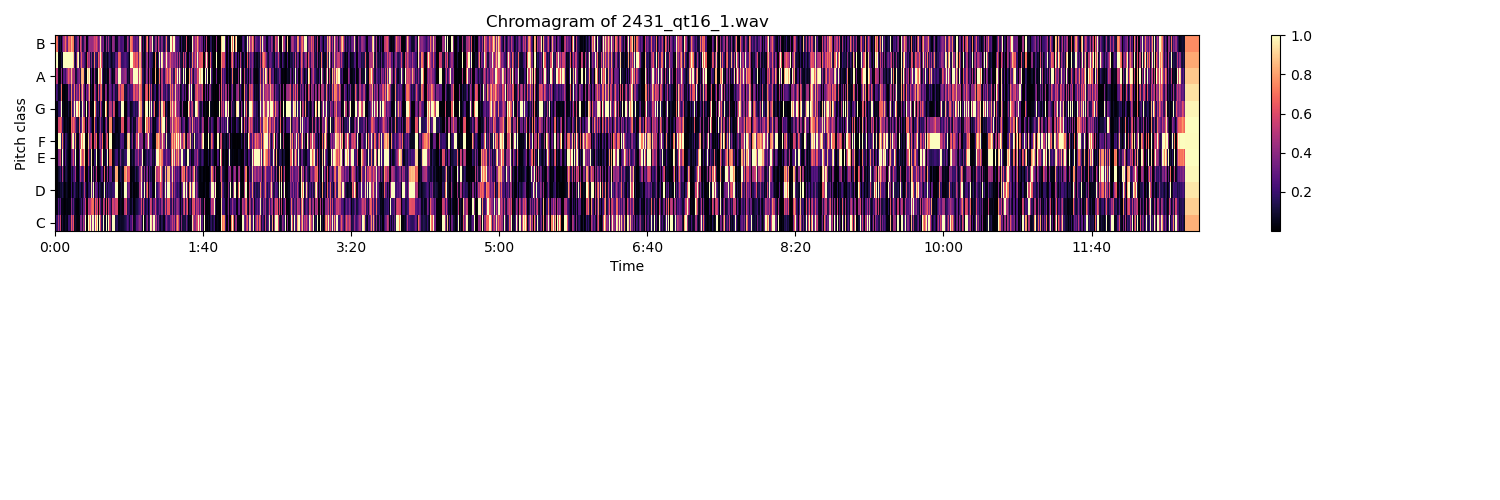 Chromagram of 2431_qt16_1.wav
Pitch class
B
A
G
F
E
D
C
0:00 1:40 3:20 5:00 6:40 8:20 10:00 11:40
Time
1.0
0.8
0.6
0.4
0.2